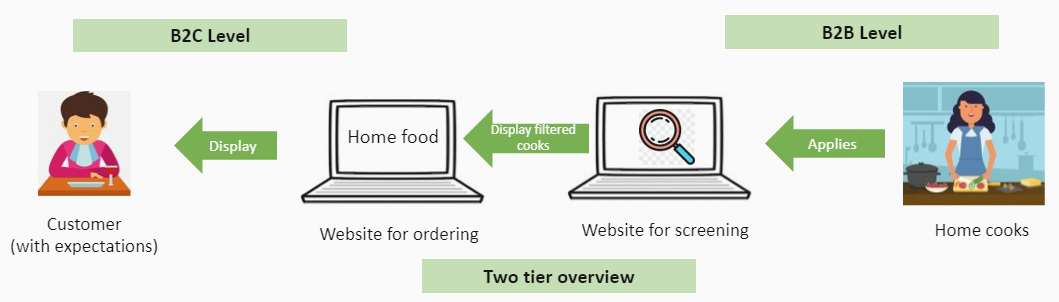 B2C Level
B2B Level
Home food
Display
Display filtered
cooks
Applies
Customer
(with expectations)
Website for ordering
Website for screening
Home cooks
Two tier overview